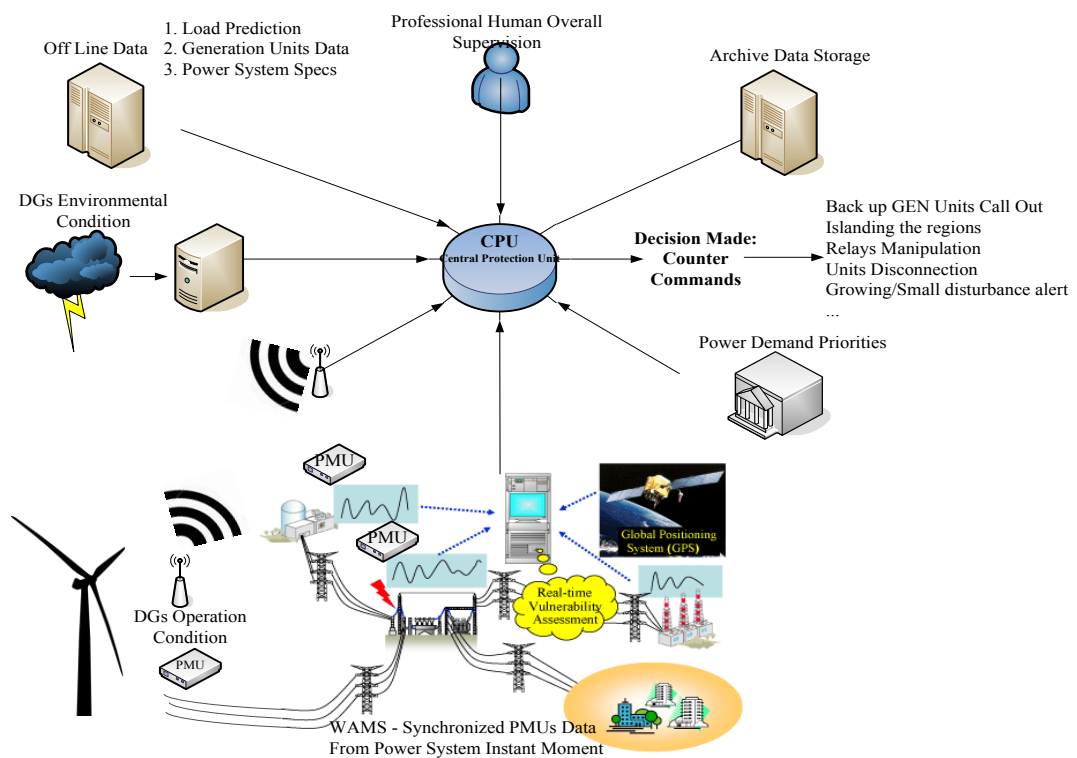 Professional Human Overall
Supervision
1. Load Prediction
2. Generation Units Data
3. Power System Specs
Off Line Data
Archive Data Storage
DGs Environmental
Condition
CPU
Central Protection Unit
Decision Made:
Counter
Commands
Back up GEN Units Call Out
Islanding the regions
Relays Manipulation
Units Disconnection
Growing/Small disturbance alert
...
Power Demand Priorities
PMU
PMU
Global Positioning
System (GPS)
Real-time
Vulnerability
Assessment
DGs Operation
Condition
PMU
WAMS - Synchronized PMUs Data
From Power System Instant Moment